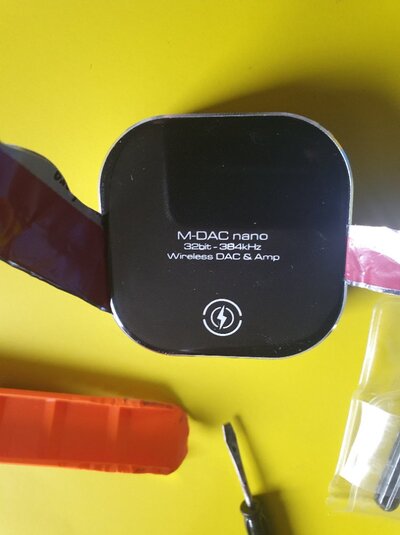 M-DAC nano
32bit - 384kHz
Wireless DAC & Amp